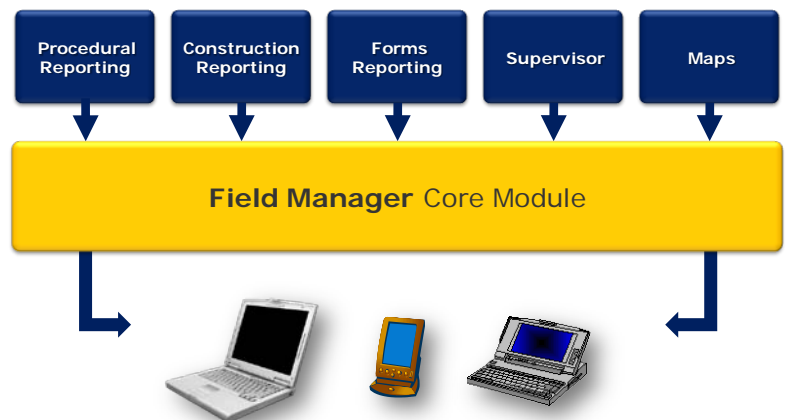 Procedural
Reporting
Construction
Reporting
Forms
Reporting
Supervisor
Maps
Field Manager Core Module